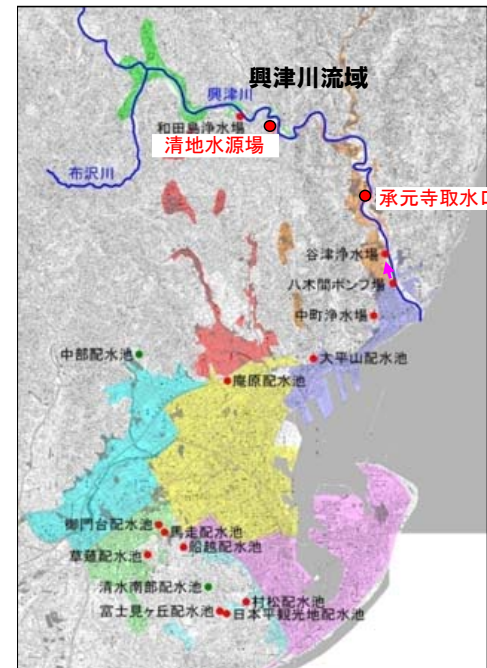 興津川流域
興津川
和田島浄水場
清地水源場
布沢川
承元寺取水口
谷津浄水場
八木間ポンプ場
中町浄水場
中部配水池
大平山配水池
庵原配水池
御門台配水池
馬走配水池
船越配水池
草薙配水池
清水南部配水池
村松配水池
富士見ヶ丘配水池
日本平観光地配水池